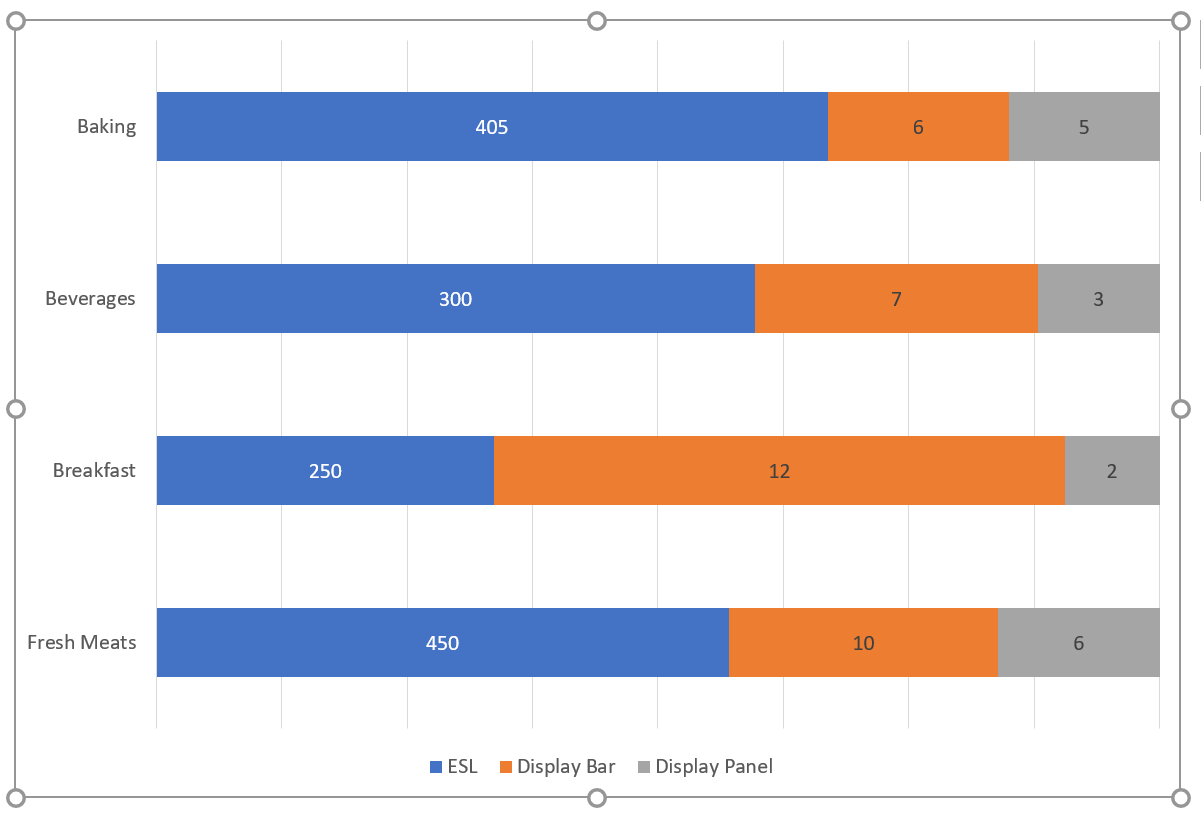 Baking 405 6 5
Beverages 300 7 3
Breakfast 250 12 2
Fresh Meats 450 10 6
ESL Display Bar Display Panel